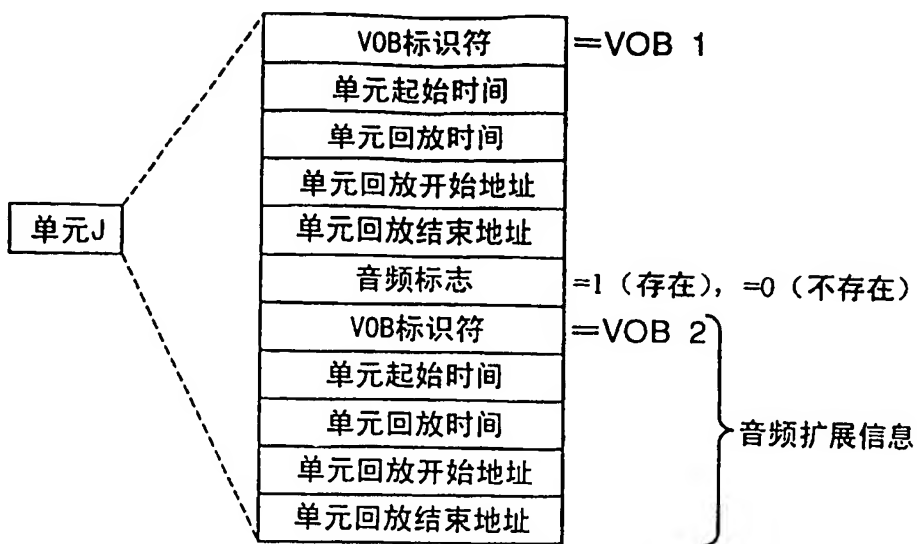 VOB标识符 =VOB 1
单元起始时间
单元回放时间
单元回放开始地址
单元J
单元回放结束地址
音频标志 =1（存在），=0（不存在）
VOB标识符 =VOB 2
单元起始时间
单元回放时间
音频扩展信息
单元回放开始地址
单元回放结束地址